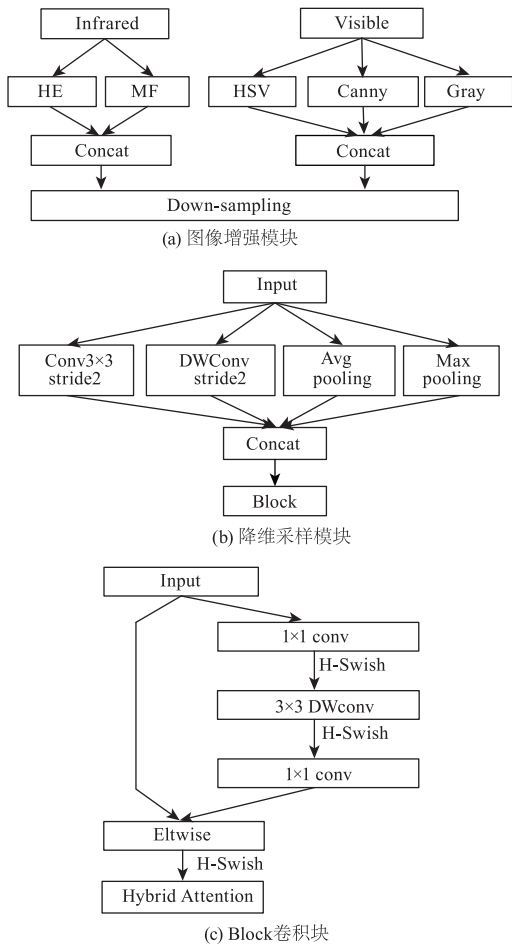 Infrared
Visible
HE
MF
HSV
Canny
Gray
Concat
Concat
Down-sampling
(a) 图像增强模块
Input
Conv3×3
stride2
DWConv
stride2
Avg
pooling
Max
pooling
Concat
Block
(b) 降维采样模块
Input
1×1 conv
H-Swish
3×3 DWconv
H-Swish
1×1 conv
Eltwise
H-Swish
Hybrid Attention
(c) Block卷积块